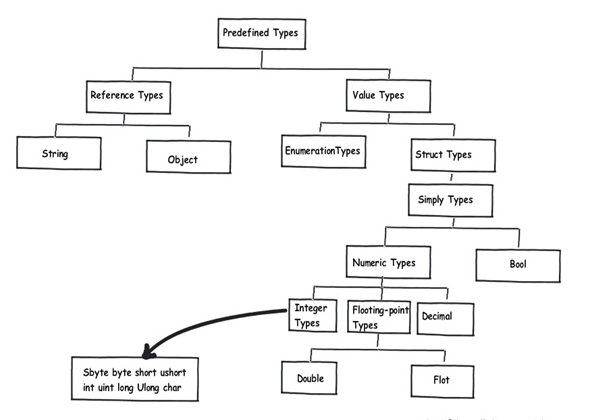 Predefined Types
Reference Types
Value Types
String
Object
EnumerationTypes
Struct Types
Simply Types
Numeric Types
Bool
Integer
Types
Flooting-point
Types
Decimal
Sbyte byte short ushort
int uint long Ulong char
Double
Flot